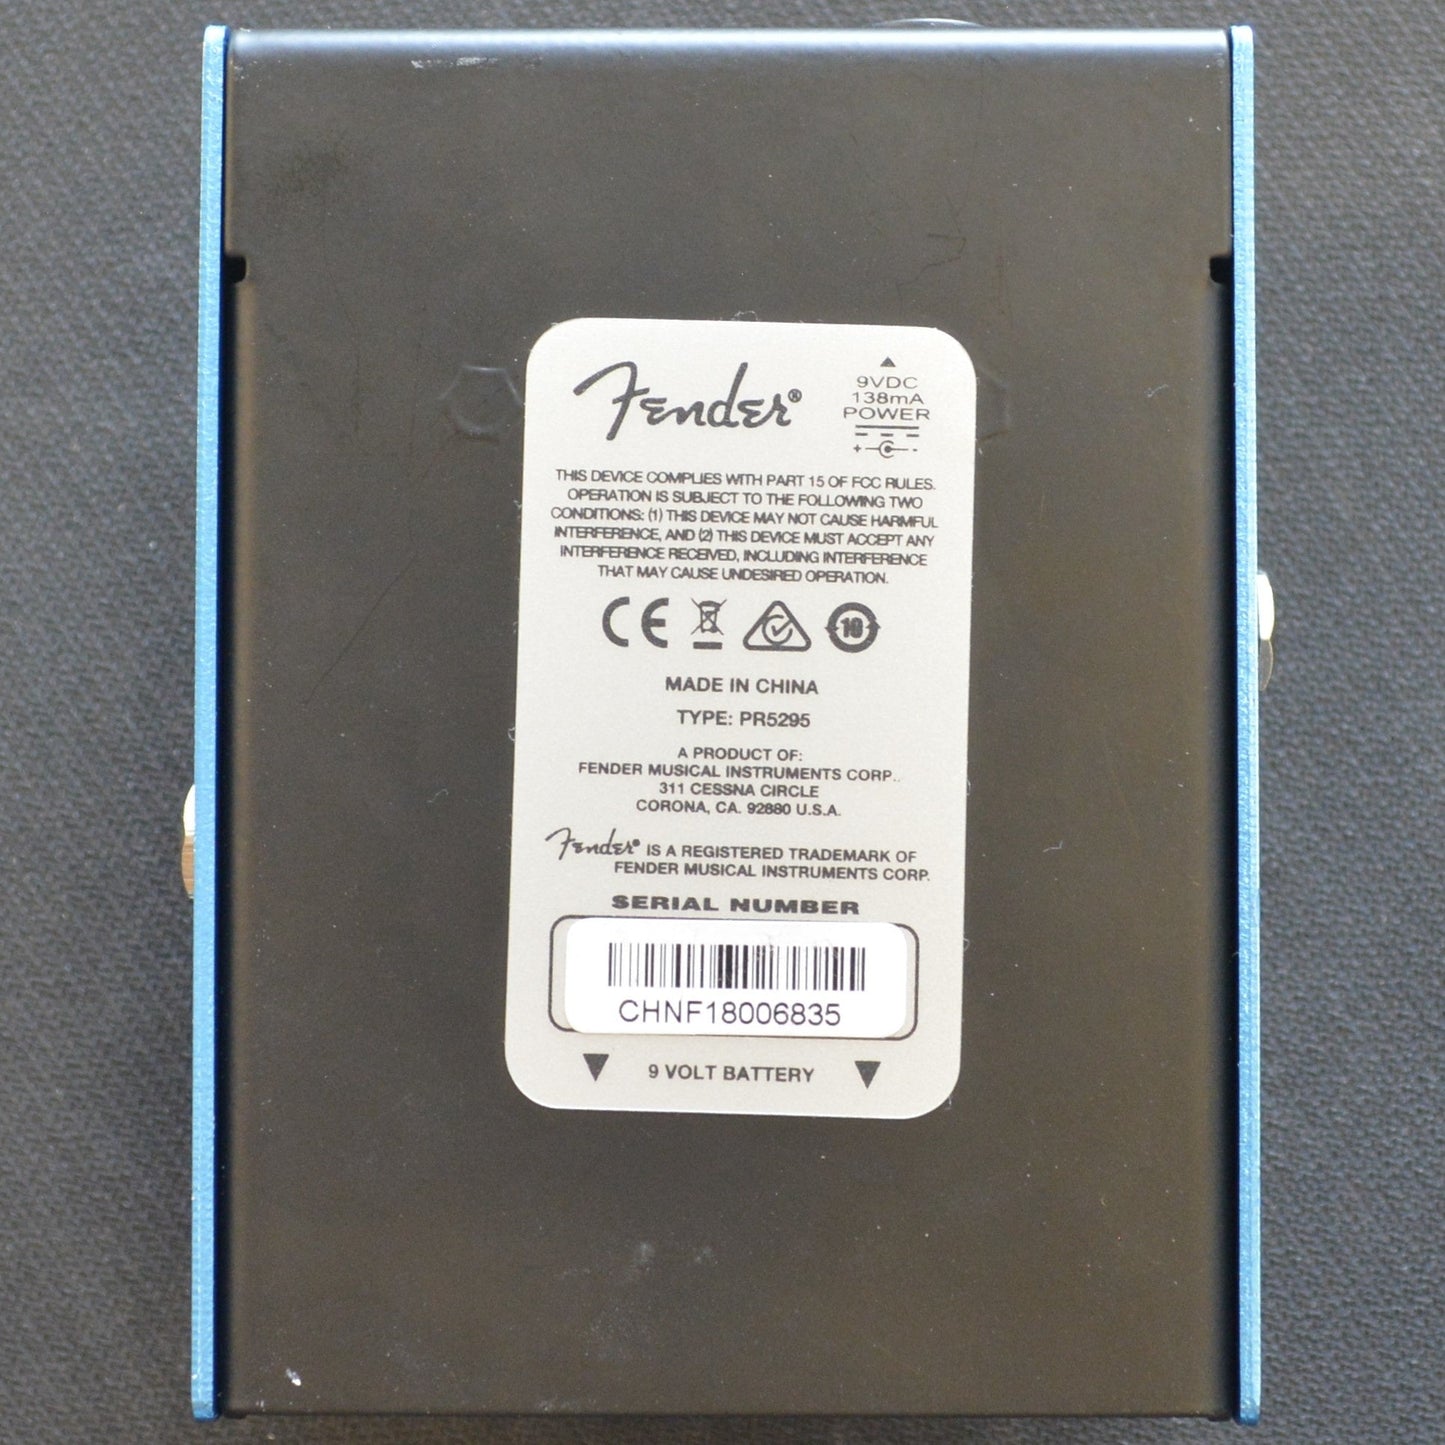 Fender®
9VDC
138mA
POWER
+ -
THIS DEVICE COMPLIES WITH PART 15 OF FCC RULES.
OPERATION IS SUBJECT TO THE FOLLOWING TWO
CONDITIONS: (1) THIS DEVICE MAY NOT CAUSE HARMFUL
INTERFERENCE, AND (2) THIS DEVICE MUST ACCEPT ANY
INTERFERENCE RECEIVED, INCLUDING INTERFERENCE
THAT MAY CAUSE UNDESIRED OPERATION.
CE 10
MADE IN CHINA
TYPE: PR5295
A PRODUCT OF:
FENDER MUSICAL INSTRUMENTS CORP..
311 CESSNA CIRCLE
CORONA, CA. 92880 U.S.A.
Fender® IS A REGISTERED TRADEMARK OF
FENDER MUSICAL INSTRUMENTS CORP.
SERIAL NUMBER
CHNF18006835
9 VOLT BATTERY